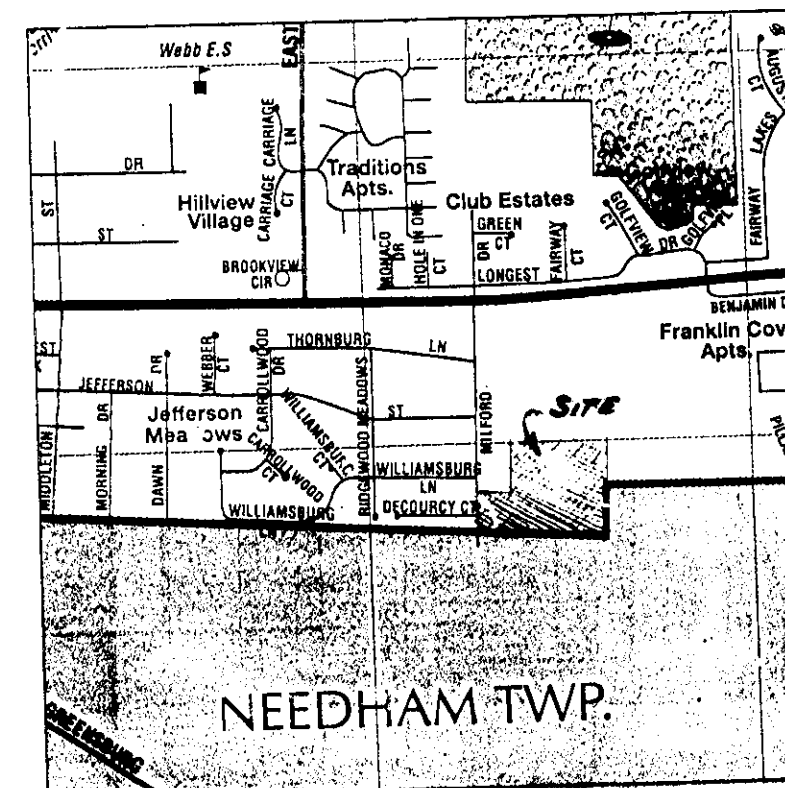 Webb E.S
EAST
CARRIAGE LN
CARRIAGE CT
DR
ST
ST
Hillview
Village
BROOKVIEW
CIR
Traditions
Apts.
Club Estates
MONACO
DR
HOLE IN ONE
CT
GREEN
CT
DR
LONGEST
FAIRWAY
CT
GOLFVIEW
CT
DR
PL
FAIRWAY
LAKES
CT
BENJAMIN
Franklin Cov
Apts.
THORNBURG LN
WEBBER
CT
CARROLLWOOD
DR
JEFFERSON
ST
Jefferson
MIDDLETON
MORNING DR
DAWN DR
WILLIAMSBURG
CT
CARROLLWOOD
CT
RIDGEWOOD MEADOWS
MILFORD
SITE
WILLIAMSBURG
LN
DECOURCY CT
WILLIAMSBURG
NEEDHAM TWP.
GREENSBURG